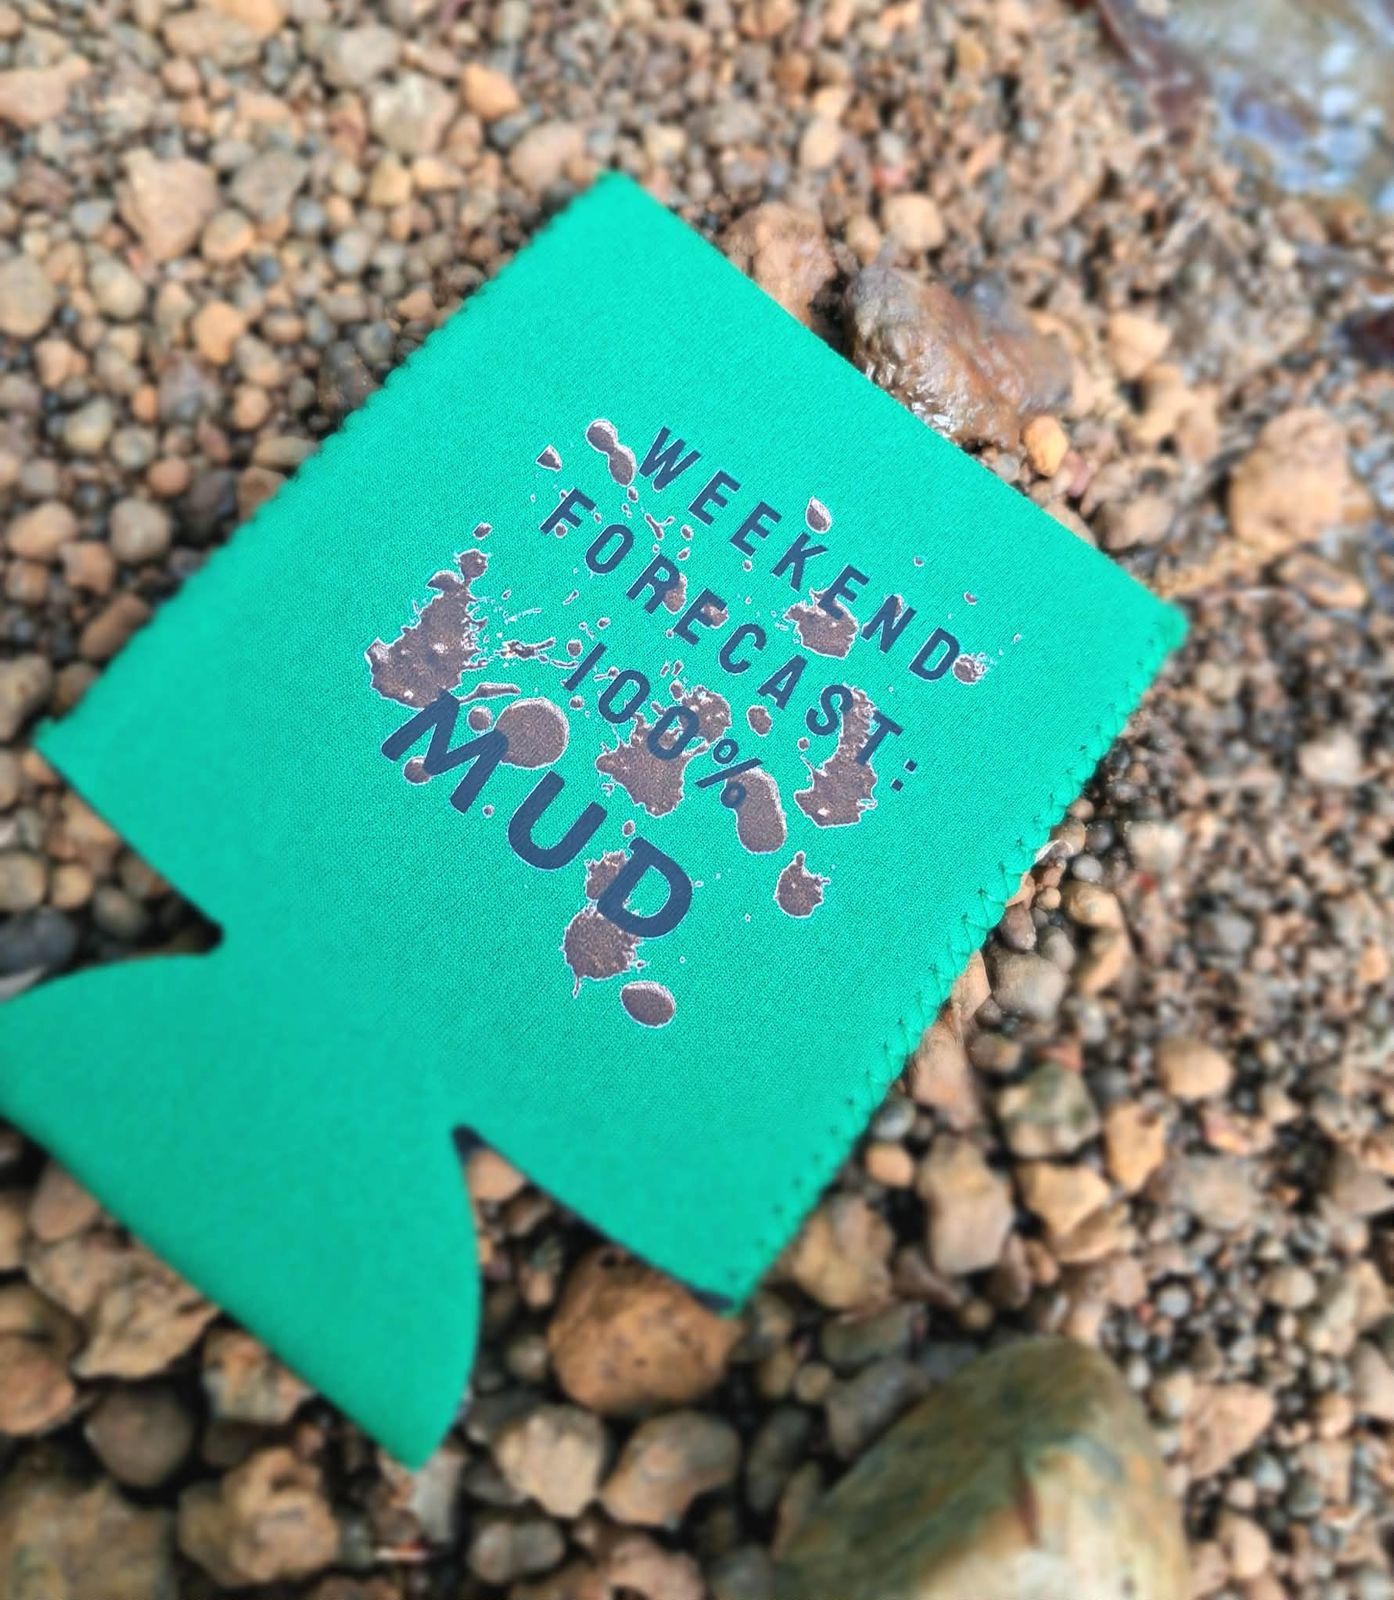 WEEKEND
FORECAST:
100%
MUD